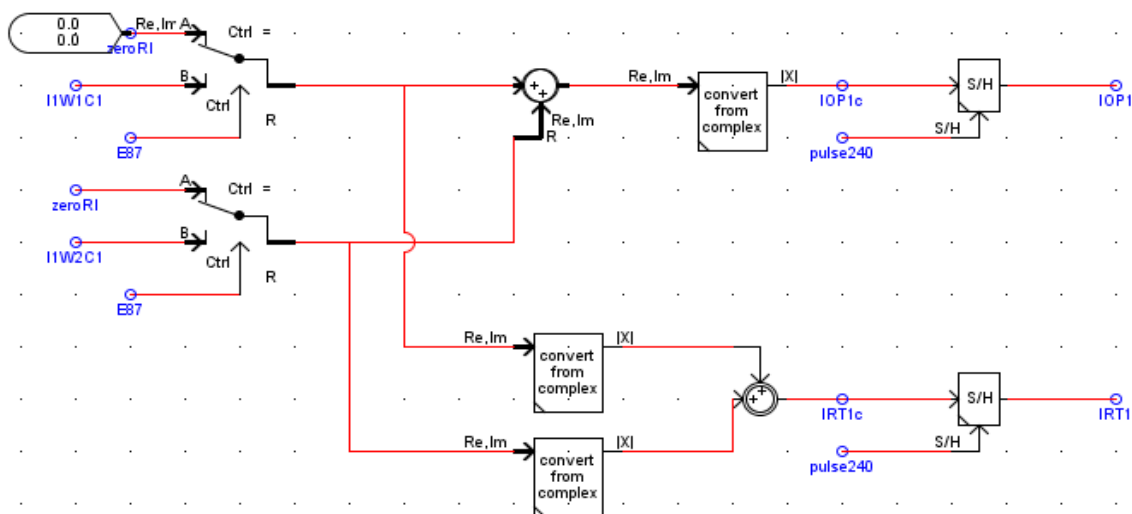 0.0
0.0
Re,Im A
zeroRI
Ctrl =
I1W1C1
B
Ctrl
R
E87
+
+
Re,Im
R
Re,Im
convert
from
complex
|X|
IOP1c
S/H
IOP1
S/H
pulse240
zeroRI
A
Ctrl =
I1W2C1
B
Ctrl
R
E87
Re,Im
convert
from
complex
|X|
+
+
IRT1c
S/H
IRT1
Re,Im
convert
from
complex
|X|
S/H
pulse240